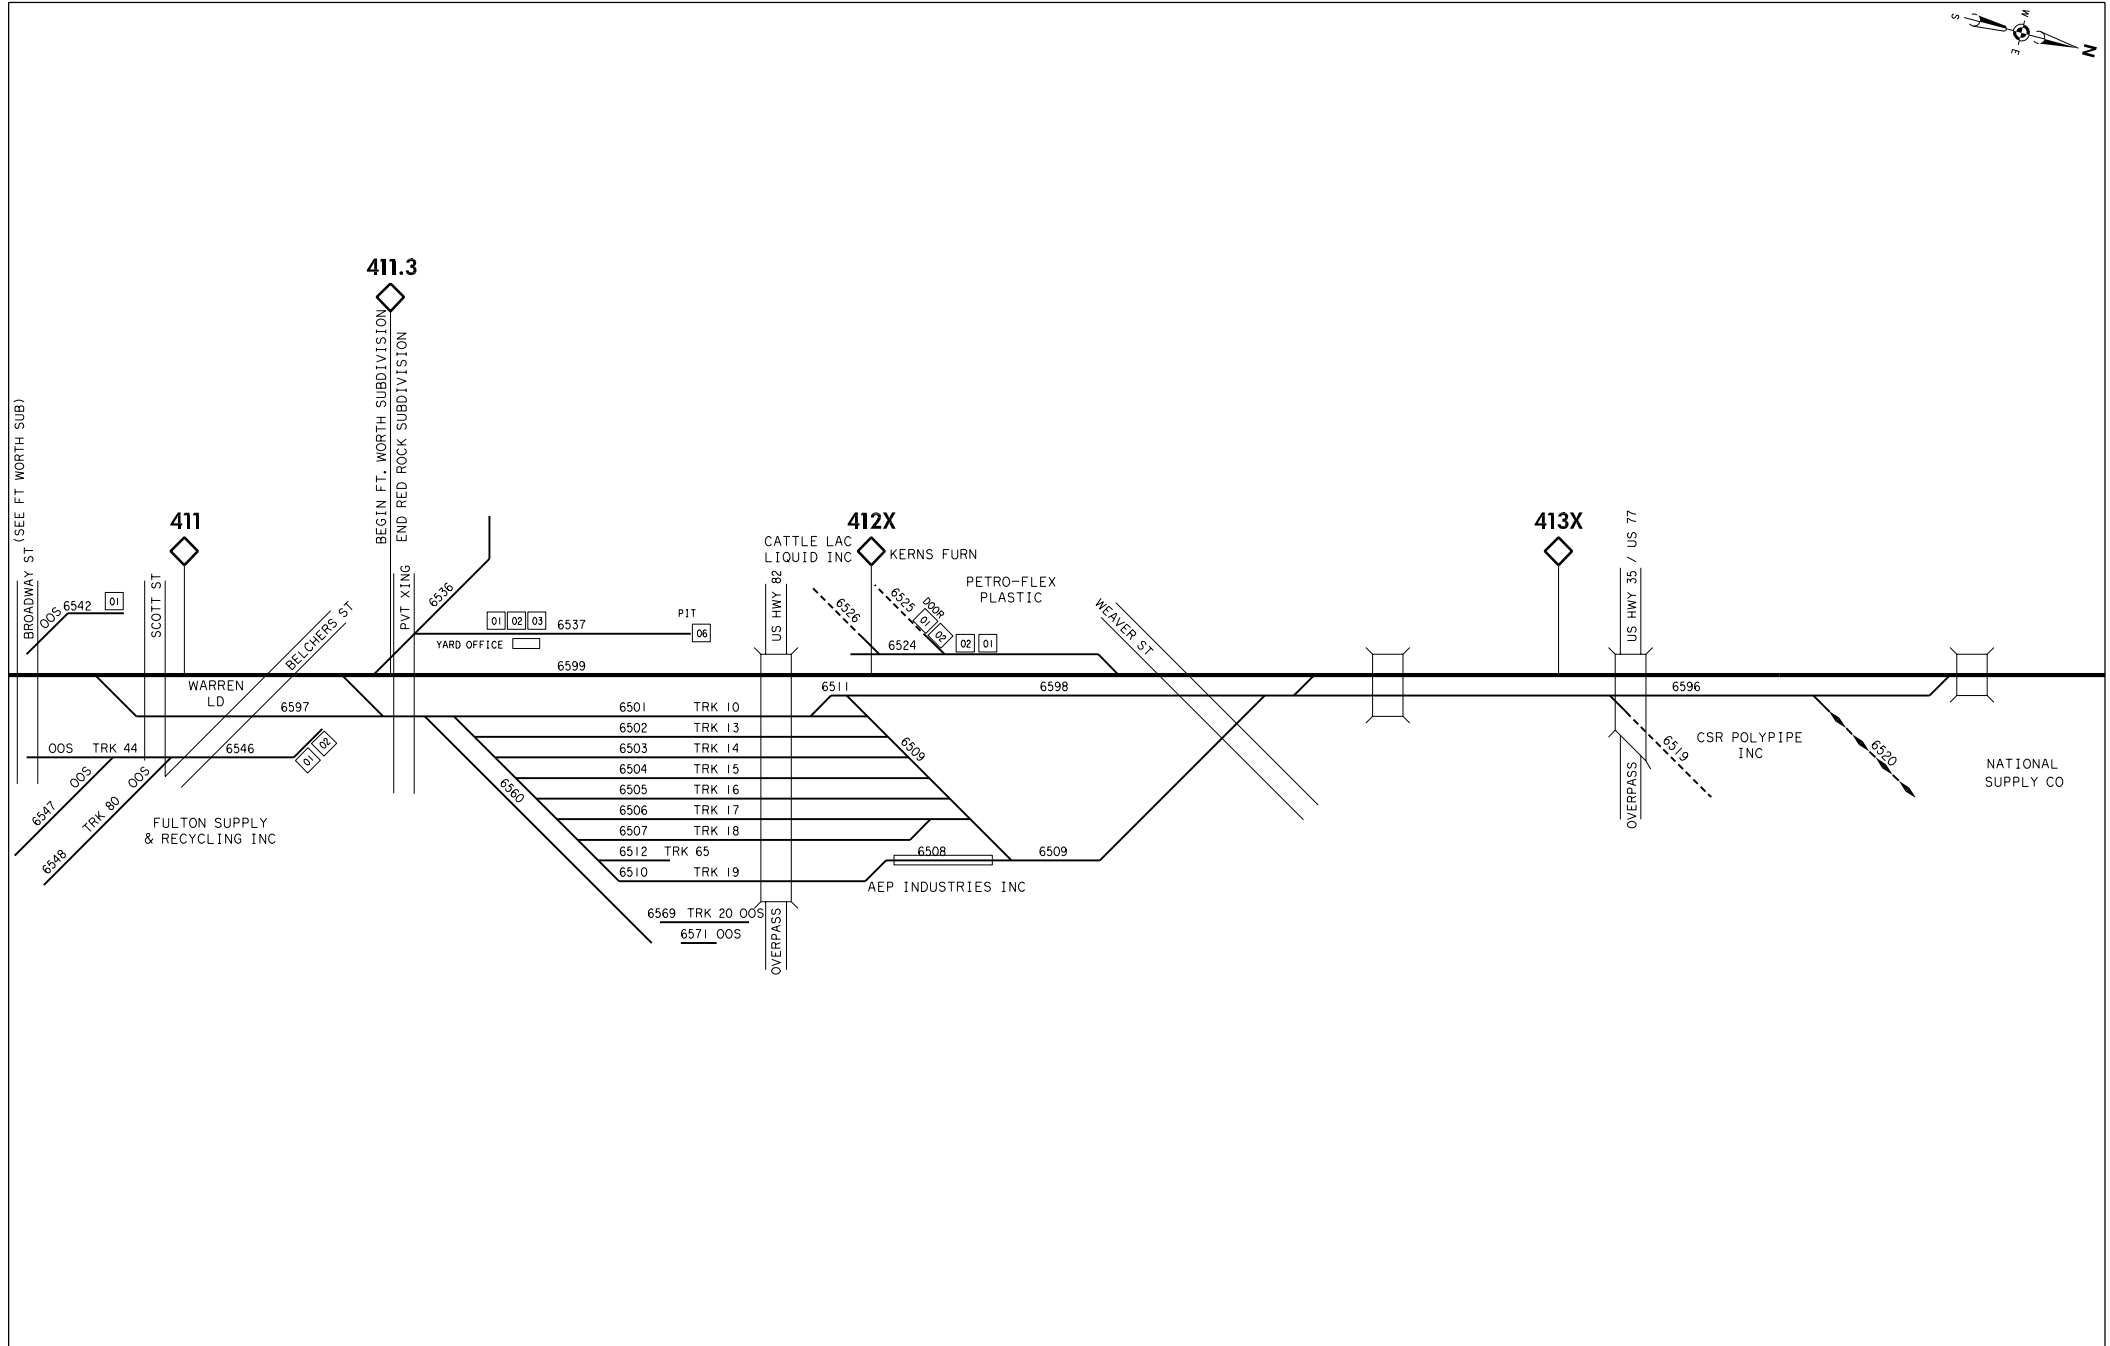 S
W
E
N
411.3
BEGIN FT. WORTH SUBDIVISION
END RED ROCK SUBDIVISION
(SEE FT WORTH SUB)
BROADWAY ST
411
412X
413X
SCOTT ST
BELCHERS ST
PVT XING
OOS
6542
01
6536
01
02
03
6537
PIT
06
YARD OFFICE
6599
CATTLE LAC
LIQUID INC
KERNS FURN
US HWY 82
PETRO-FLEX
PLASTIC
6526
6525
DOOR
01
02
6524
02
01
WEAVER ST
US HWY 35 / US 77
WARREN
LD
6597
6511
6598
6596
6501 TRK 10
6502 TRK 13
6503 TRK 14
6504 TRK 15
6505 TRK 16
6506 TRK 17
6507 TRK 18
6512 TRK 65
6510 TRK 19
6509
6508
6509
AEP INDUSTRIES INC
6560
OOS TRK 44
6546
01
02
6547
OOS
6548
TRK 80
OOS
FULTON SUPPLY
& RECYCLING INC
6569 TRK 20 OOS
6571 OOS
OVERPASS
6519
CSR POLYPIPE
INC
OVERPASS
6520
NATIONAL
SUPPLY CO